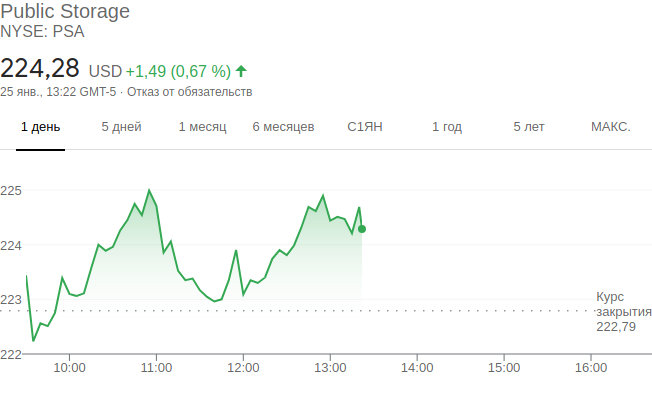 Public Storage
NYSE: PSA
224,28 USD +1,49 (0,67 %)
25 янв., 13:22 GMT-5 · Отказ от обязательств
1 день 5 дней 1 месяц 6 месяцев С1ЯН 1 год 5 лет МАКС.
225
224
223
Курс
закрытия
222,79
222
10:00 11:00 12:00 13:00 14:00 15:00 16:00